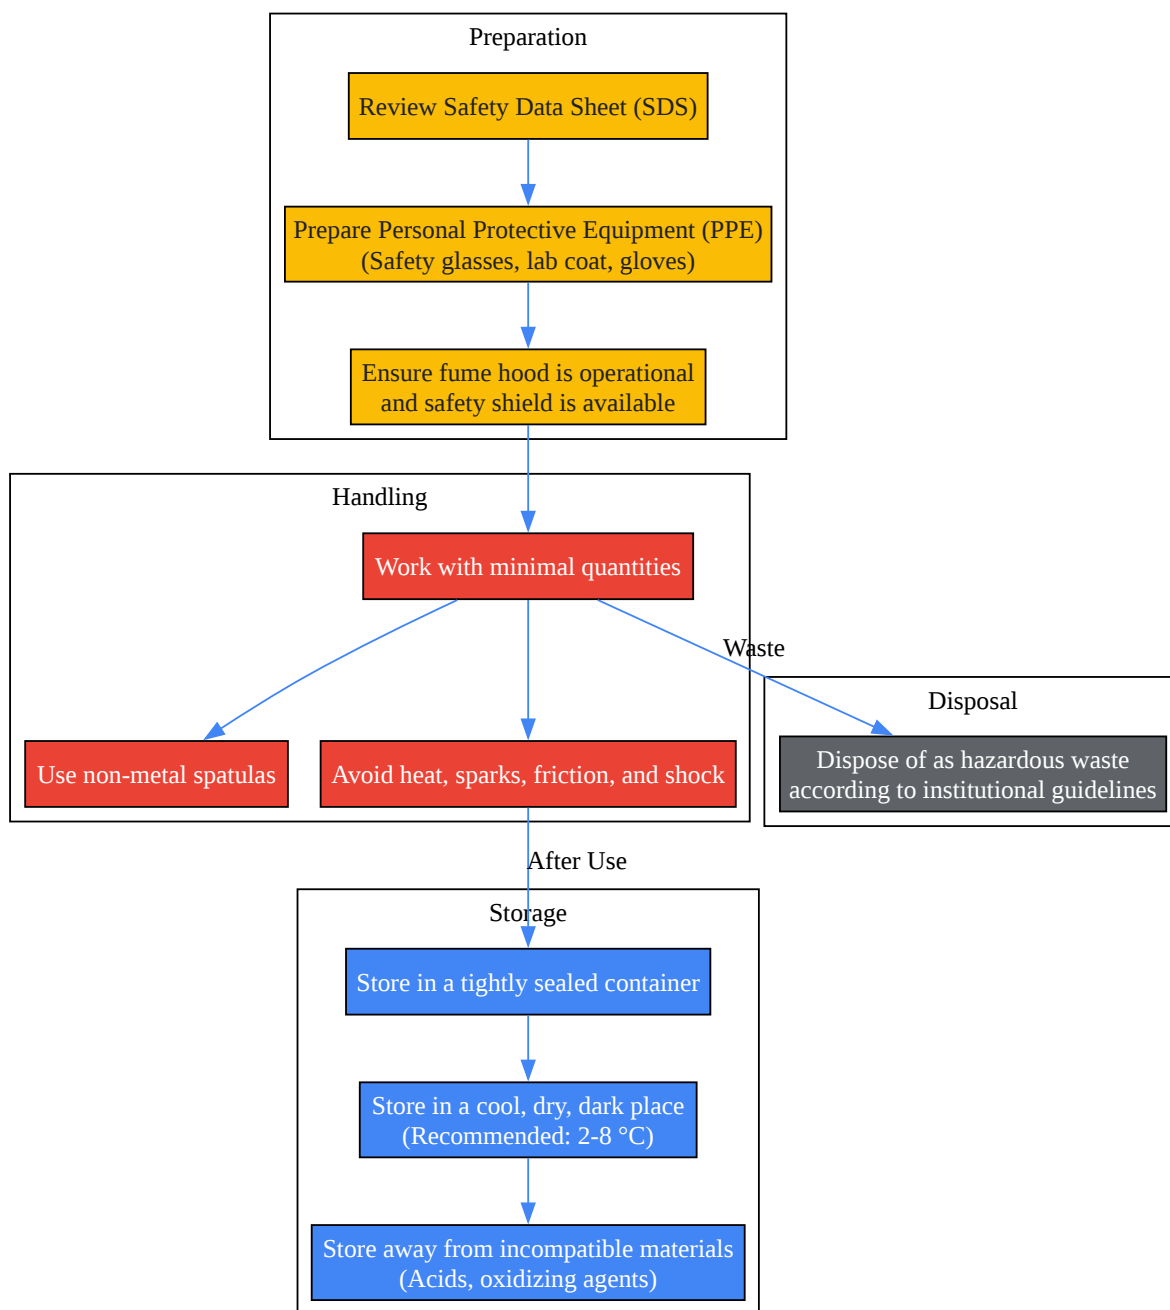 Preparation
Review Safety Data Sheet (SDS)
Prepare Personal Protective Equipment (PPE)
(Safety glasses, lab coat, gloves)
Ensure fume hood is operational
and safety shield is available
Handling
Work with minimal quantities
Waste
Use non-metal spatulas
Avoid heat, sparks, friction, and shock
Disposal
Dispose of as hazardous waste
according to institutional guidelines
After Use
Storage
Store in a tightly sealed container
Store in a cool, dry, dark place
(Recommended: 2-8 °C)
Store away from incompatible materials
(Acids, oxidizing agents)